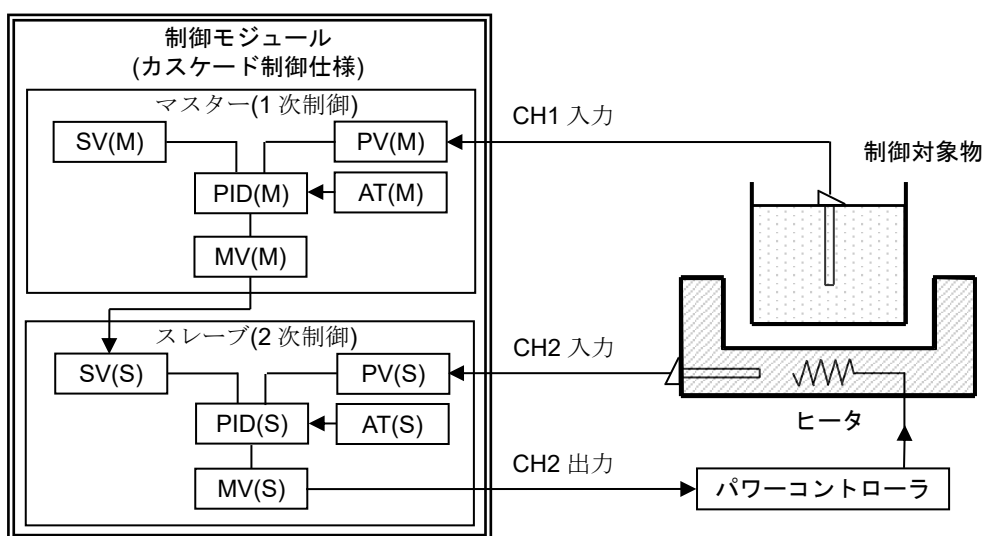 制御モジュール
(カスケード制御仕様)
マスター(1 次制御)
SV(M)
PV(M)
PID(M)
AT(M)
MV(M)
スレーブ(2 次制御)
SV(S)
PV(S)
PID(S)
AT(S)
MV(S)
CH1 入力
制御対象物
CH2 入力
ヒータ
CH2 出力
パワーコントローラ